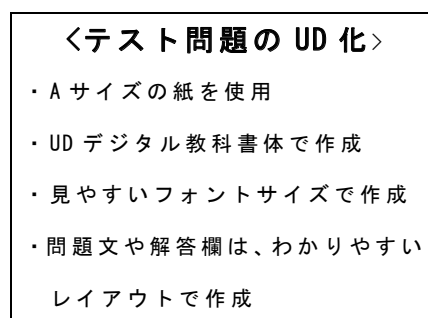 <テスト問題の UD 化>
・A サイズの紙を使用
・UD デジタル教科書体で作成
・見やすいフォントサイズで作成
・問題文や解答欄は、わかりやすい
レイアウトで作成